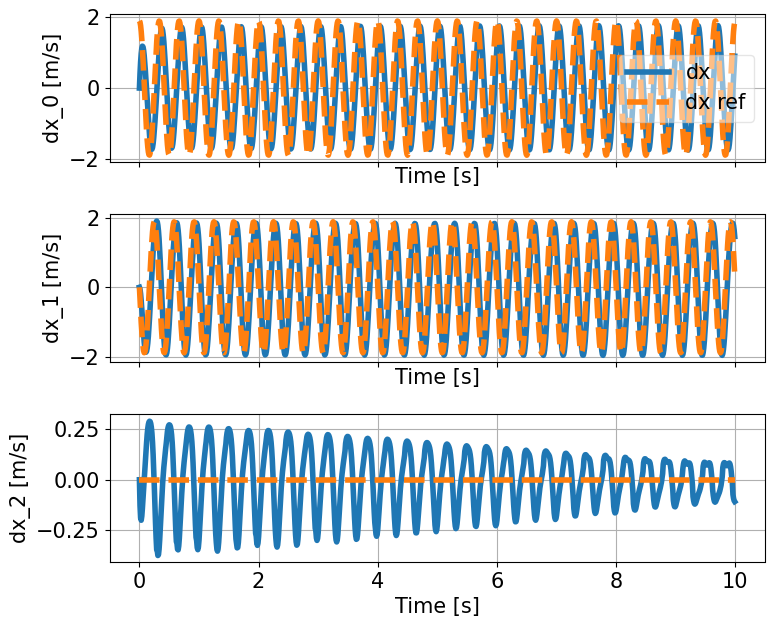 2
0
−2
dx_0 [m/s]
dx
dx ref
Time [s]
2
0
−2
dx_1 [m/s]
Time [s]
0.25
0.00
−0.25
dx_2 [m/s]
0 2 4 6 8 10
Time [s]